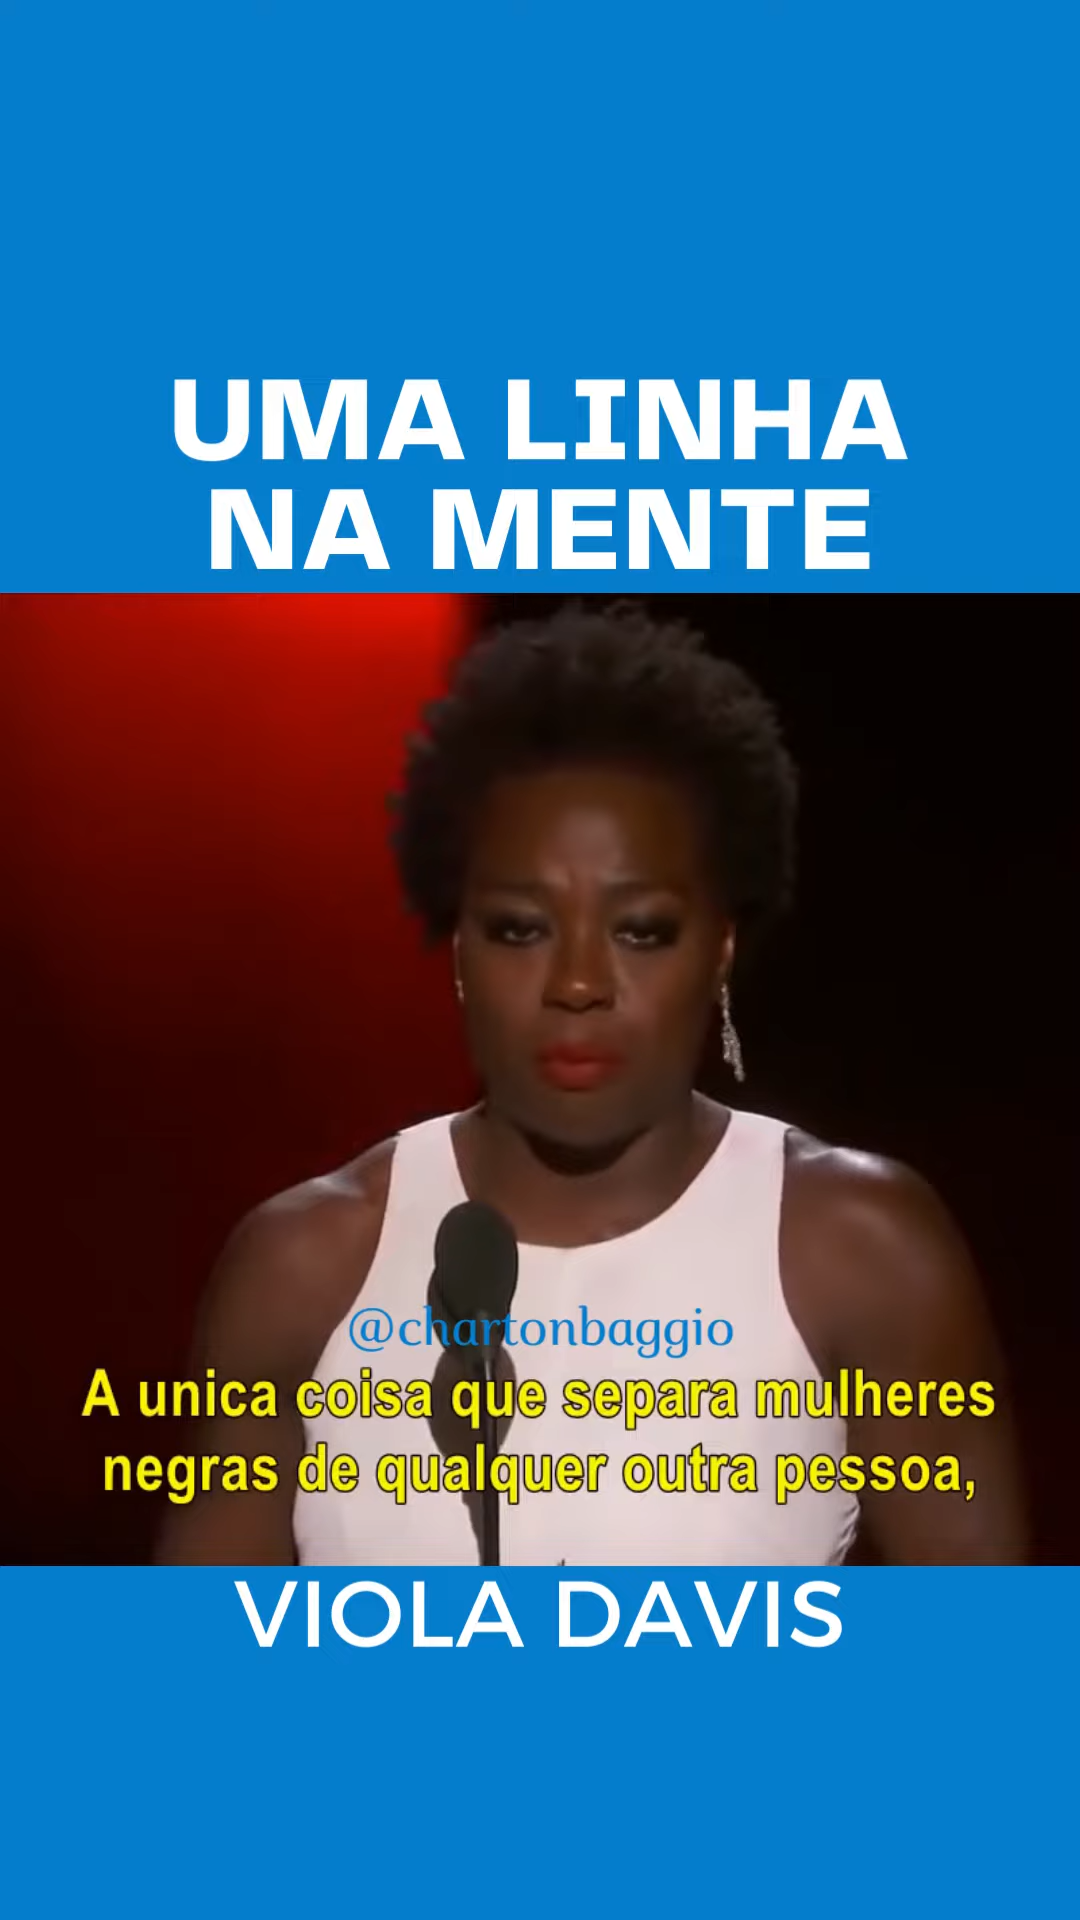 UMA LINHA
NA MENTE
@chartonbaggio
A unica coisa que separa mulheres
negras de qualquer outra pessoa,
VIOLA DAVIS